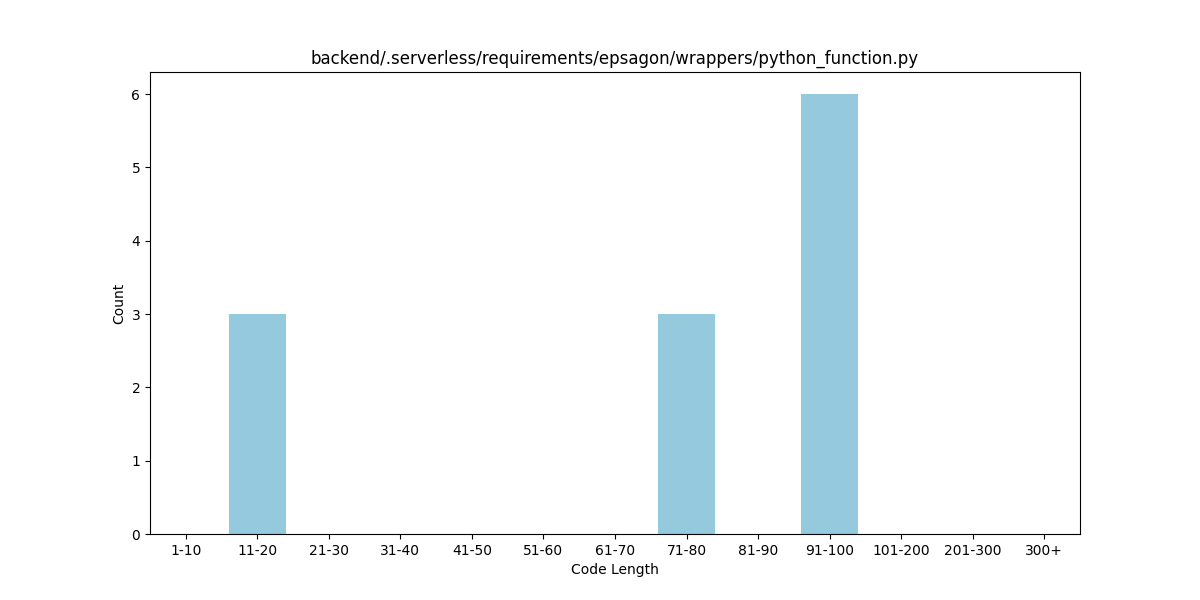 backend/.serverless/requirements/epsagon/wrappers/python_function.py
6
5
4
3
2
1
0
Count
1-10 11-20 21-30 31-40 41-50 51-60 61-70 71-80 81-90 91-100 101-200 201-300 300+
Code Length